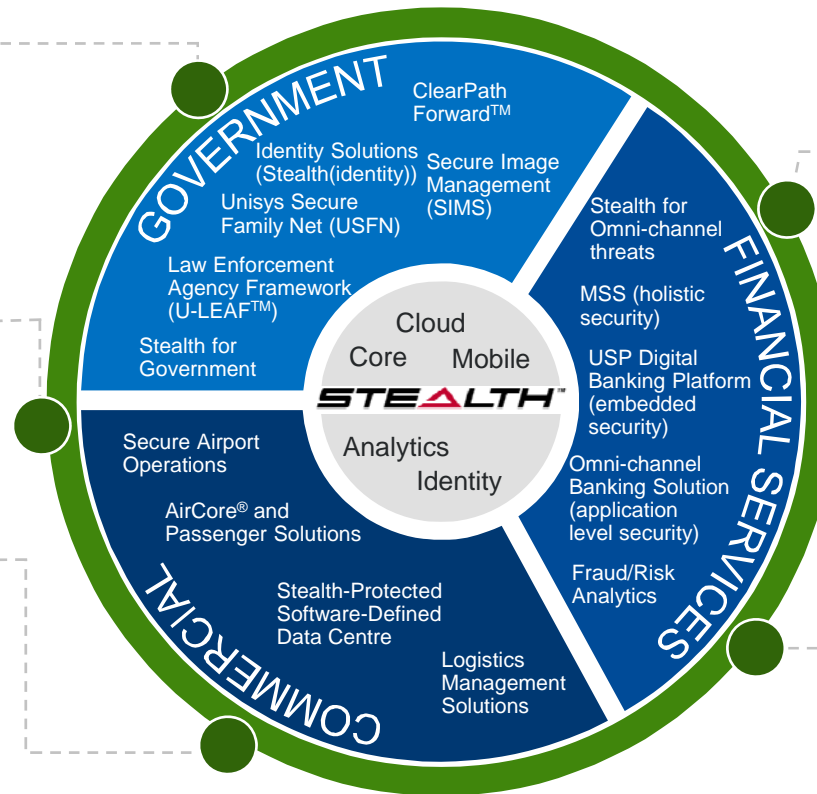 GOVERNMENT
ClearPath
Forward™
Identity Solutions
(Stealth(identity))
Secure Image
Management
(SIMS)
Unisys Secure
Family Net (USFN)
Law Enforcement
Agency Framework
(U-LEAF™)
Stealth for
Government
FINANCIAL SERVICES
Stealth for
Omni-channel
threats
MSS (holistic
security)
USP Digital
Banking Platform
(embedded
security)
Omni-channel
Banking Solution
(application
level security)
Fraud/Risk
Analytics
Cloud
Core Mobile
STEALTH™
Analytics
Identity
COMMERCIAL
Secure Airport
Operations
AirCore® and
Passenger Solutions
Stealth-Protected
Software-Defined
Data Centre
Logistics
Management
Solutions